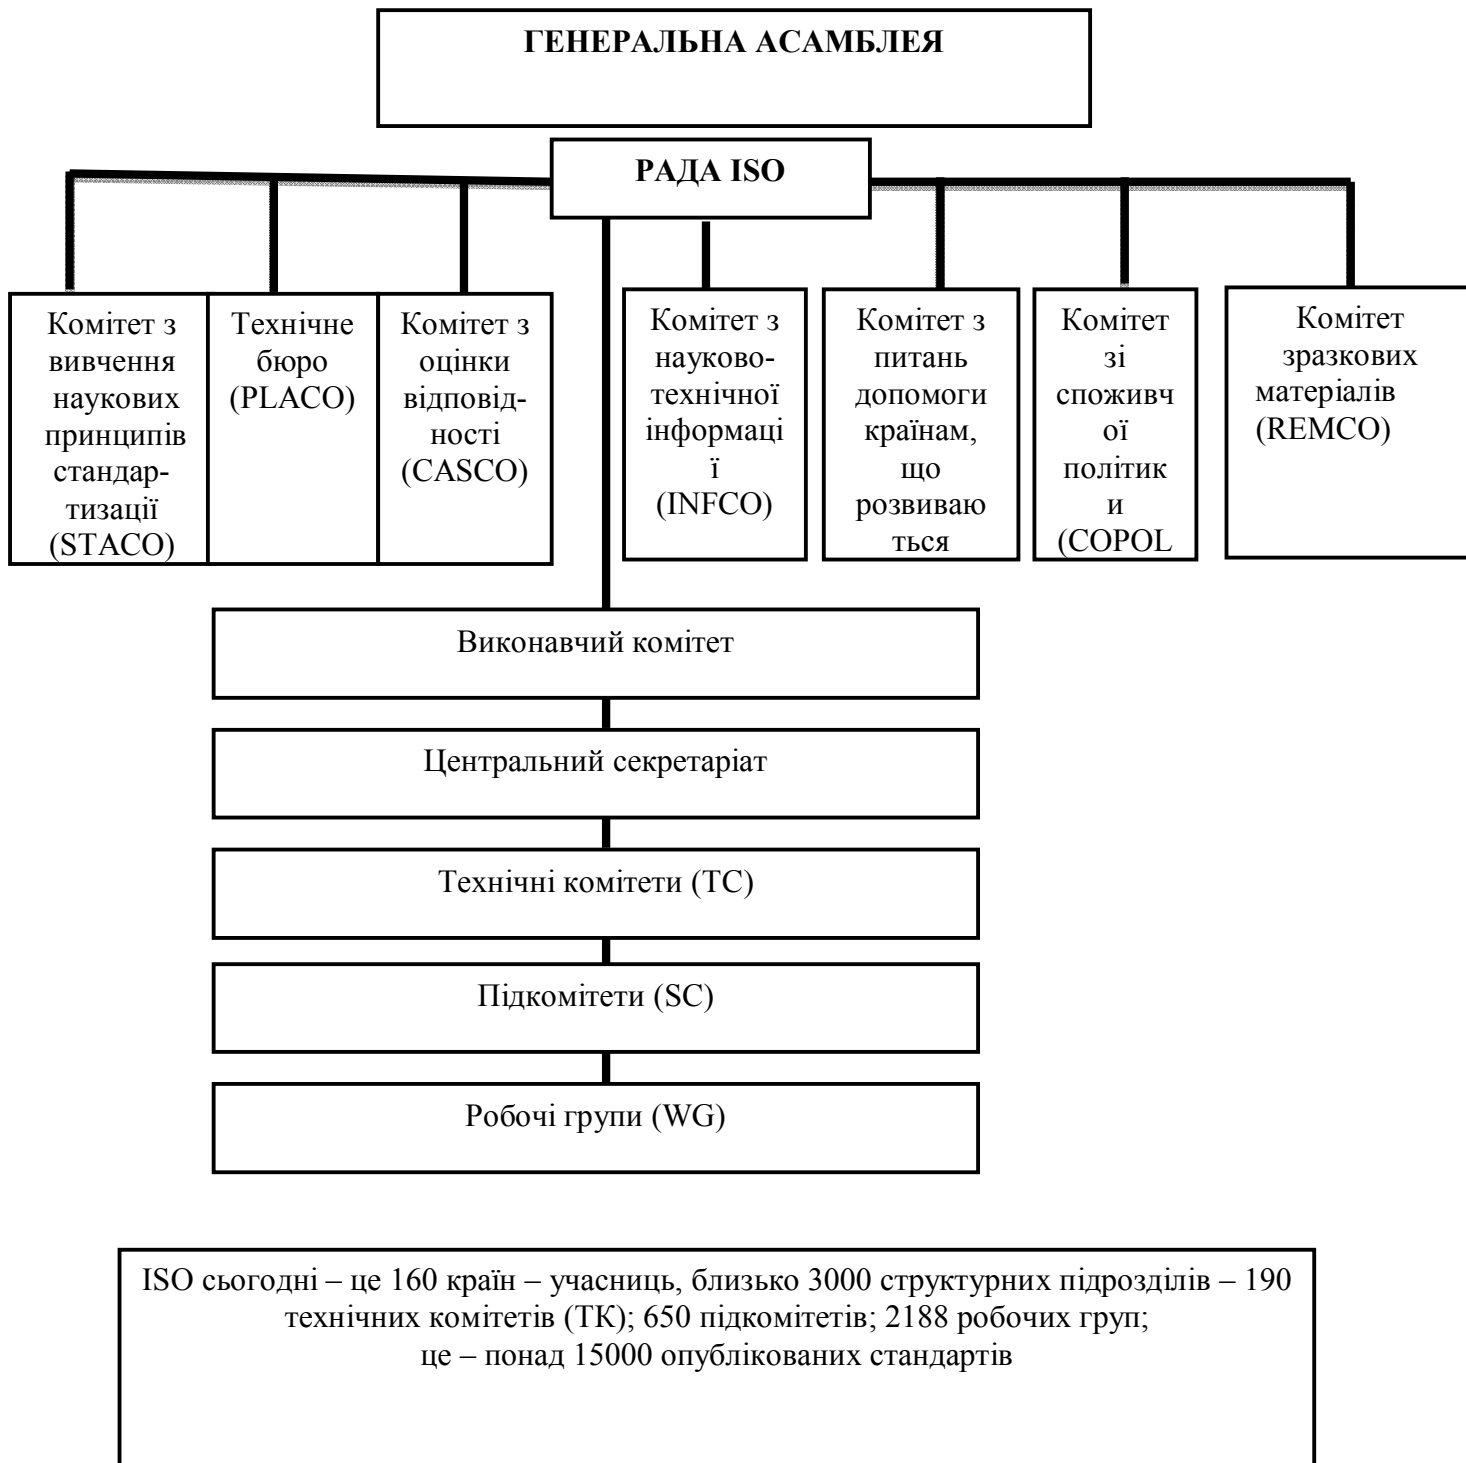 ГЕНЕРАЛЬНА АСАМБЛЕЯ
РАДА ISO
Комітет з
вивчення
наукових
принципів
стандар-
тизації
(STACO)
Технічне
бюро
(PLACO)
Комітет з
оцінки
відповід-
ності
(CASCO)
Комітет з
науково-
технічної
інформаці
ї
(INFCO)
Комітет з
питань
допомоги
країнам,
що
розвиваю
ться
Комітет
зі
споживч
ої
політик
и
(COPOL
Комітет
зразкових
матеріалів
(REMCO)
Виконавчий комітет
Центральний секретаріат
Технічні комітети (ТС)
Підкомітети (SC)
Робочі групи (WG)
ISO сьогодні – це 160 країн – учасниць, близько 3000 структурних підрозділів – 190
технічних комітетів (ТК); 650 підкомітетів; 2188 робочих груп;
це – понад 15000 опублікованих стандартів